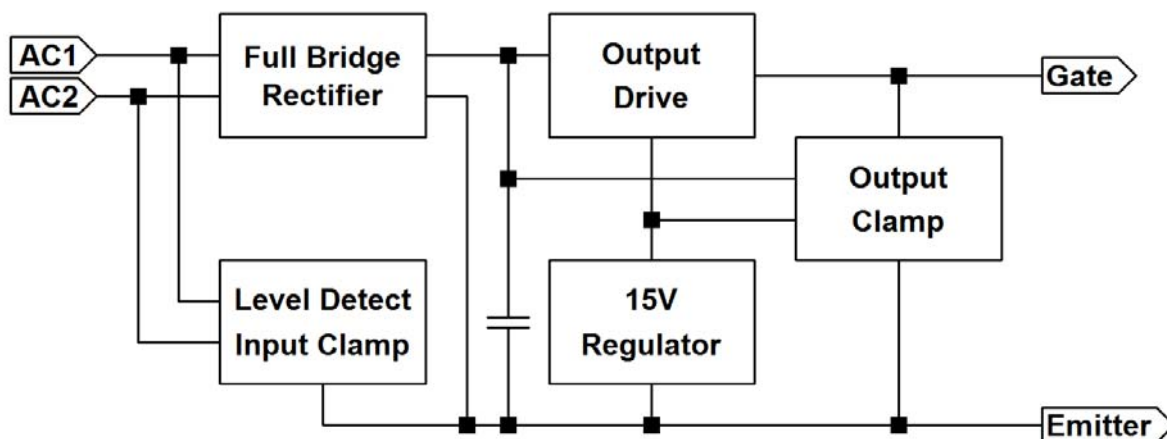 AC1
AC2
Full Bridge
Rectifier
Output
Drive
Gate
Output
Clamp
Level Detect
Input Clamp
15V
Regulator
Emitter